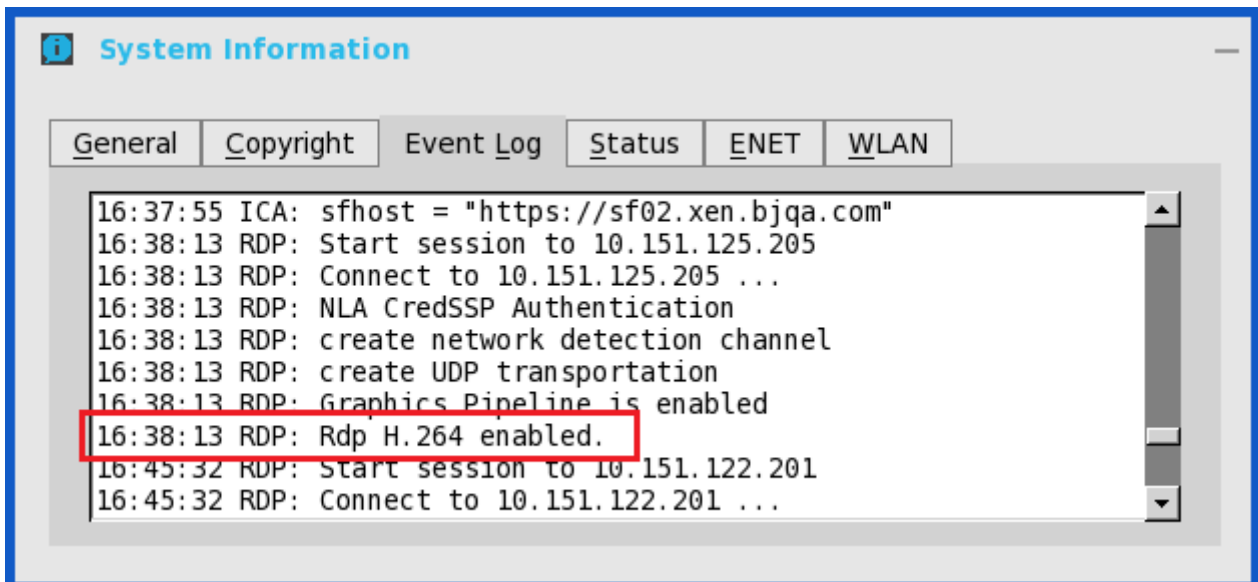 System Information
General Copyright Event Log Status ENET WLAN
16:37:55 ICA: sfhost = "https://sf02.xen.bjqa.com"
16:38:13 RDP: Start session to 10.151.125.205
16:38:13 RDP: Connect to 10.151.125.205 ...
16:38:13 RDP: NLA CredSSP Authentication
16:38:13 RDP: create network detection channel
16:38:13 RDP: create UDP transportation
16:38:13 RDP: Graphics Pipeline is enabled
16:38:13 RDP: Rdp H.264 enabled.
16:45:32 RDP: Start session to 10.151.122.201
16:45:32 RDP: Connect to 10.151.122.201 ...